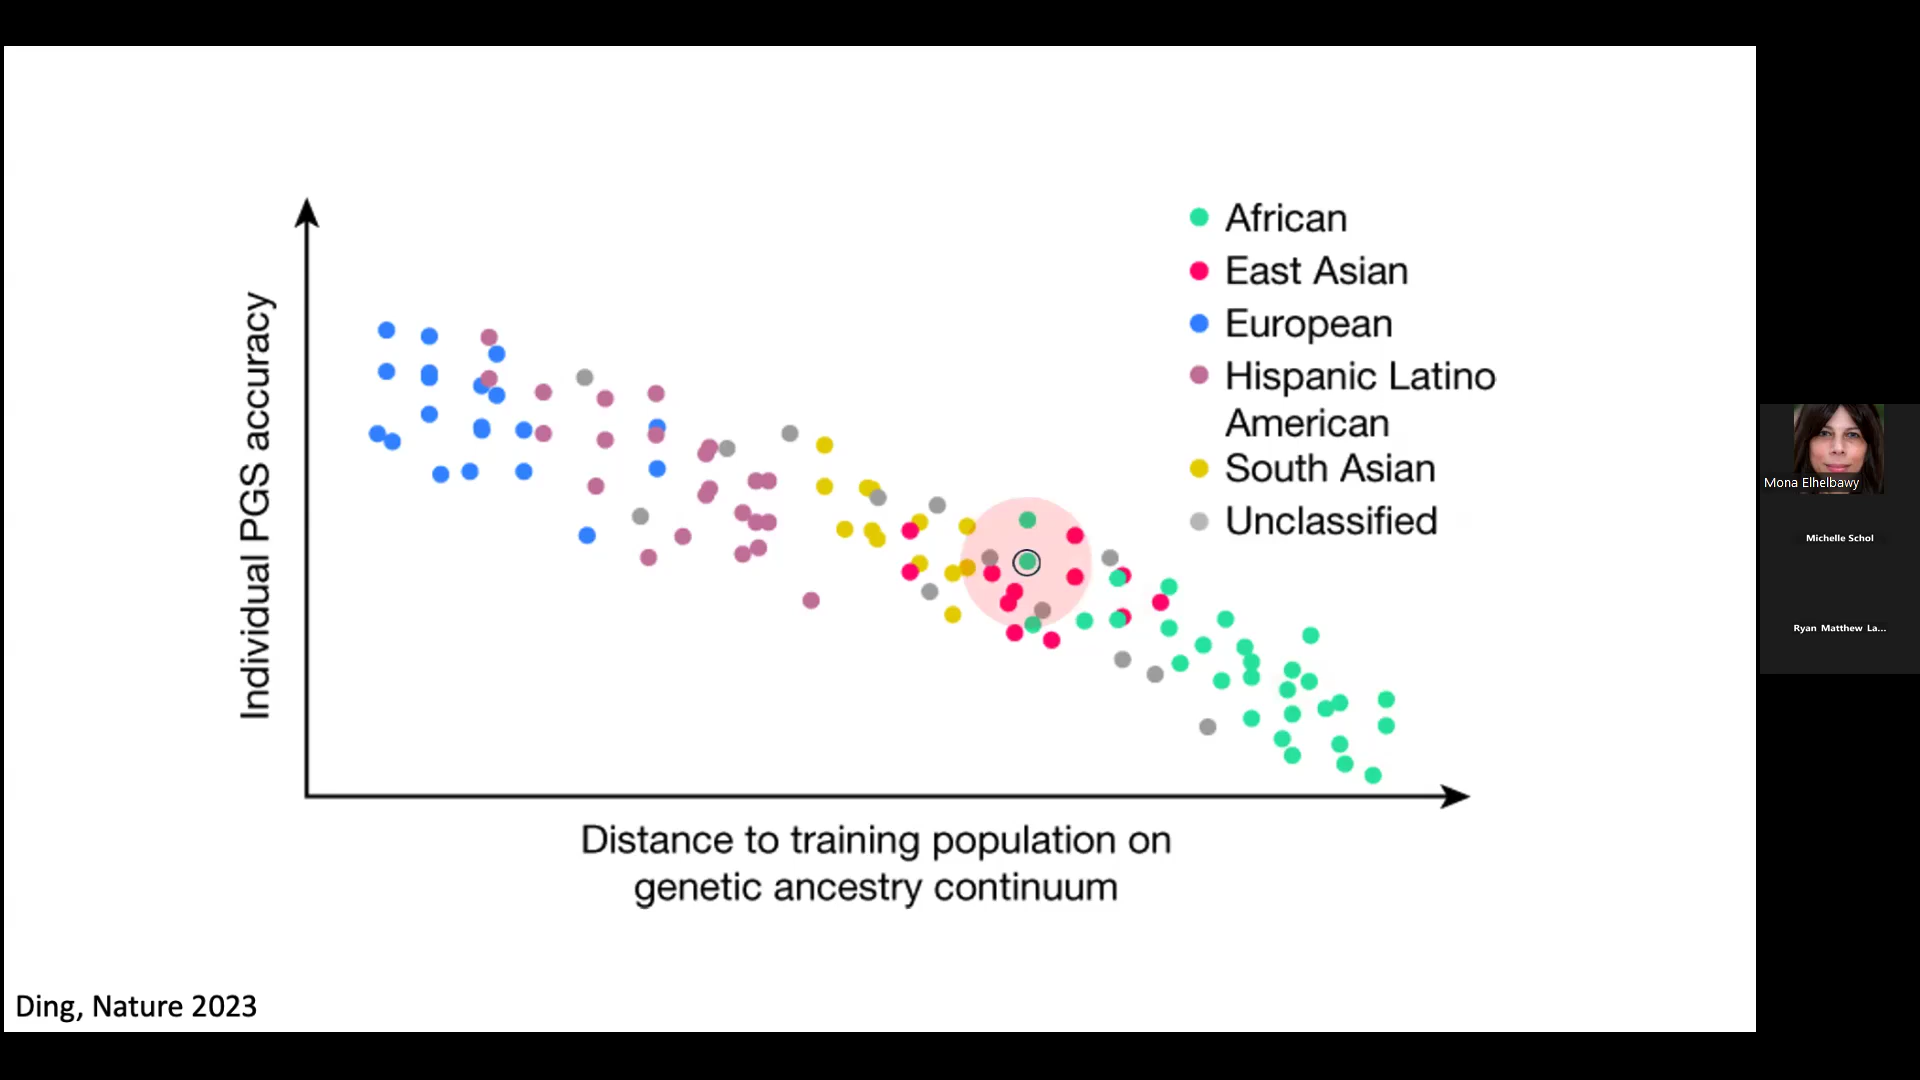 African
East Asian
European
Hispanic Latino
American
South Asian
Unclassified
Individual PGS accuracy
Distance to training population on
genetic ancestry continuum
Ding, Nature 2023
Mona Elhelbawy
Michelle Schol
Ryan Matthew La...